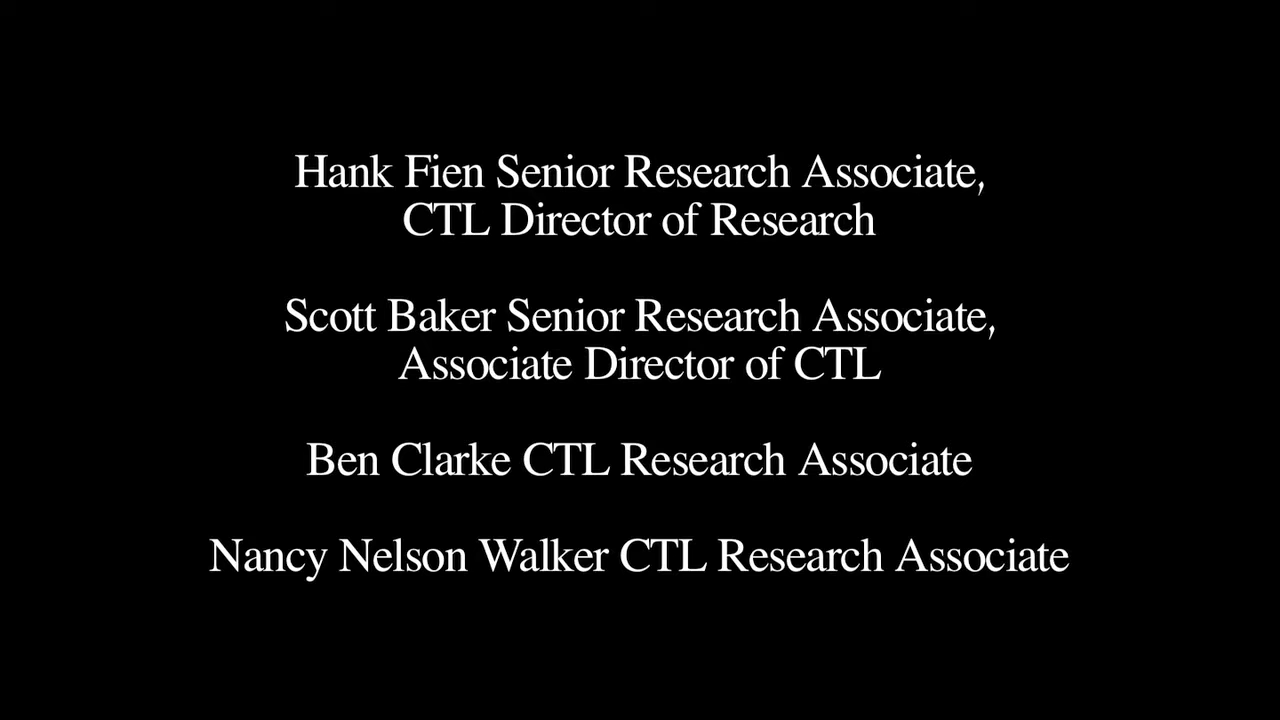 Hank Fien Senior Research Associate,
CTL Director of Research
Scott Baker Senior Research Associate,
Associate Director of CTL
Ben Clarke CTL Research Associate
Nancy Nelson Walker CTL Research Associate